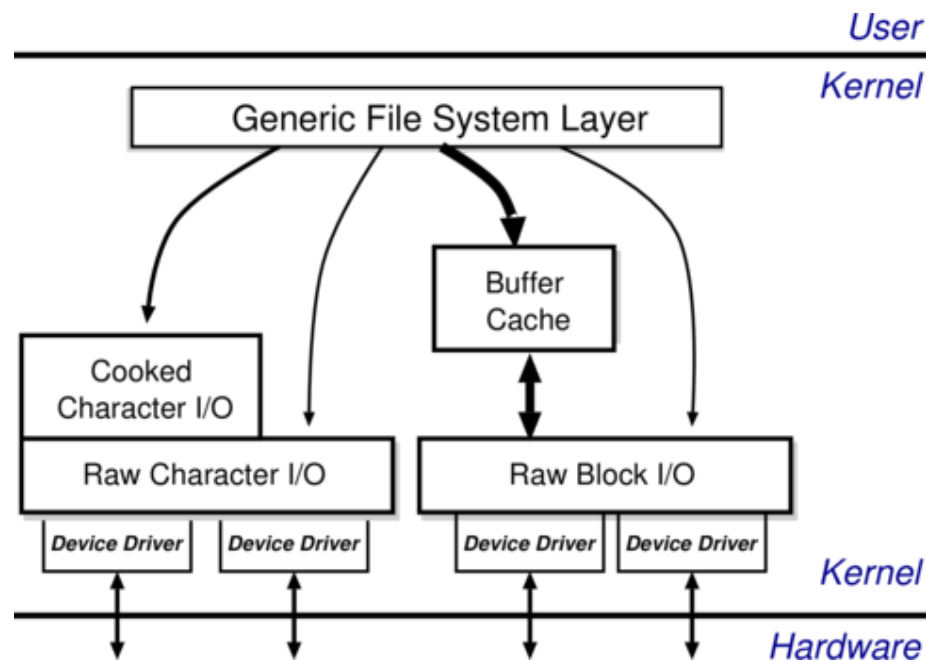 User
Kernel
Generic File System Layer
Buffer
Cache
Cooked
Character I/O
Raw Character I/O
Raw Block I/O
Device Driver
Device Driver
Device Driver
Device Driver
Kernel
Hardware